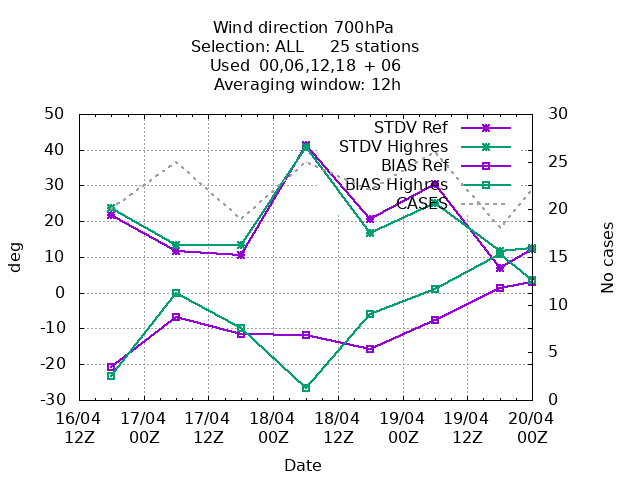 Wind direction 700hPa
Selection: ALL 25 stations
Used 00,06,12,18 + 06
Averaging window: 12h
50
40
30
20
10
0
-10
-20
-30
deg
30
25
20
15
10
5
0
No cases
STDV Ref
STDV Highres
BIAS Ref
BIAS Highres
CASES
16/04 17/04 17/04 18/04 18/04 19/04 19/04 20/04
12Z 00Z 12Z 00Z 12Z 00Z 12Z 00Z
Date